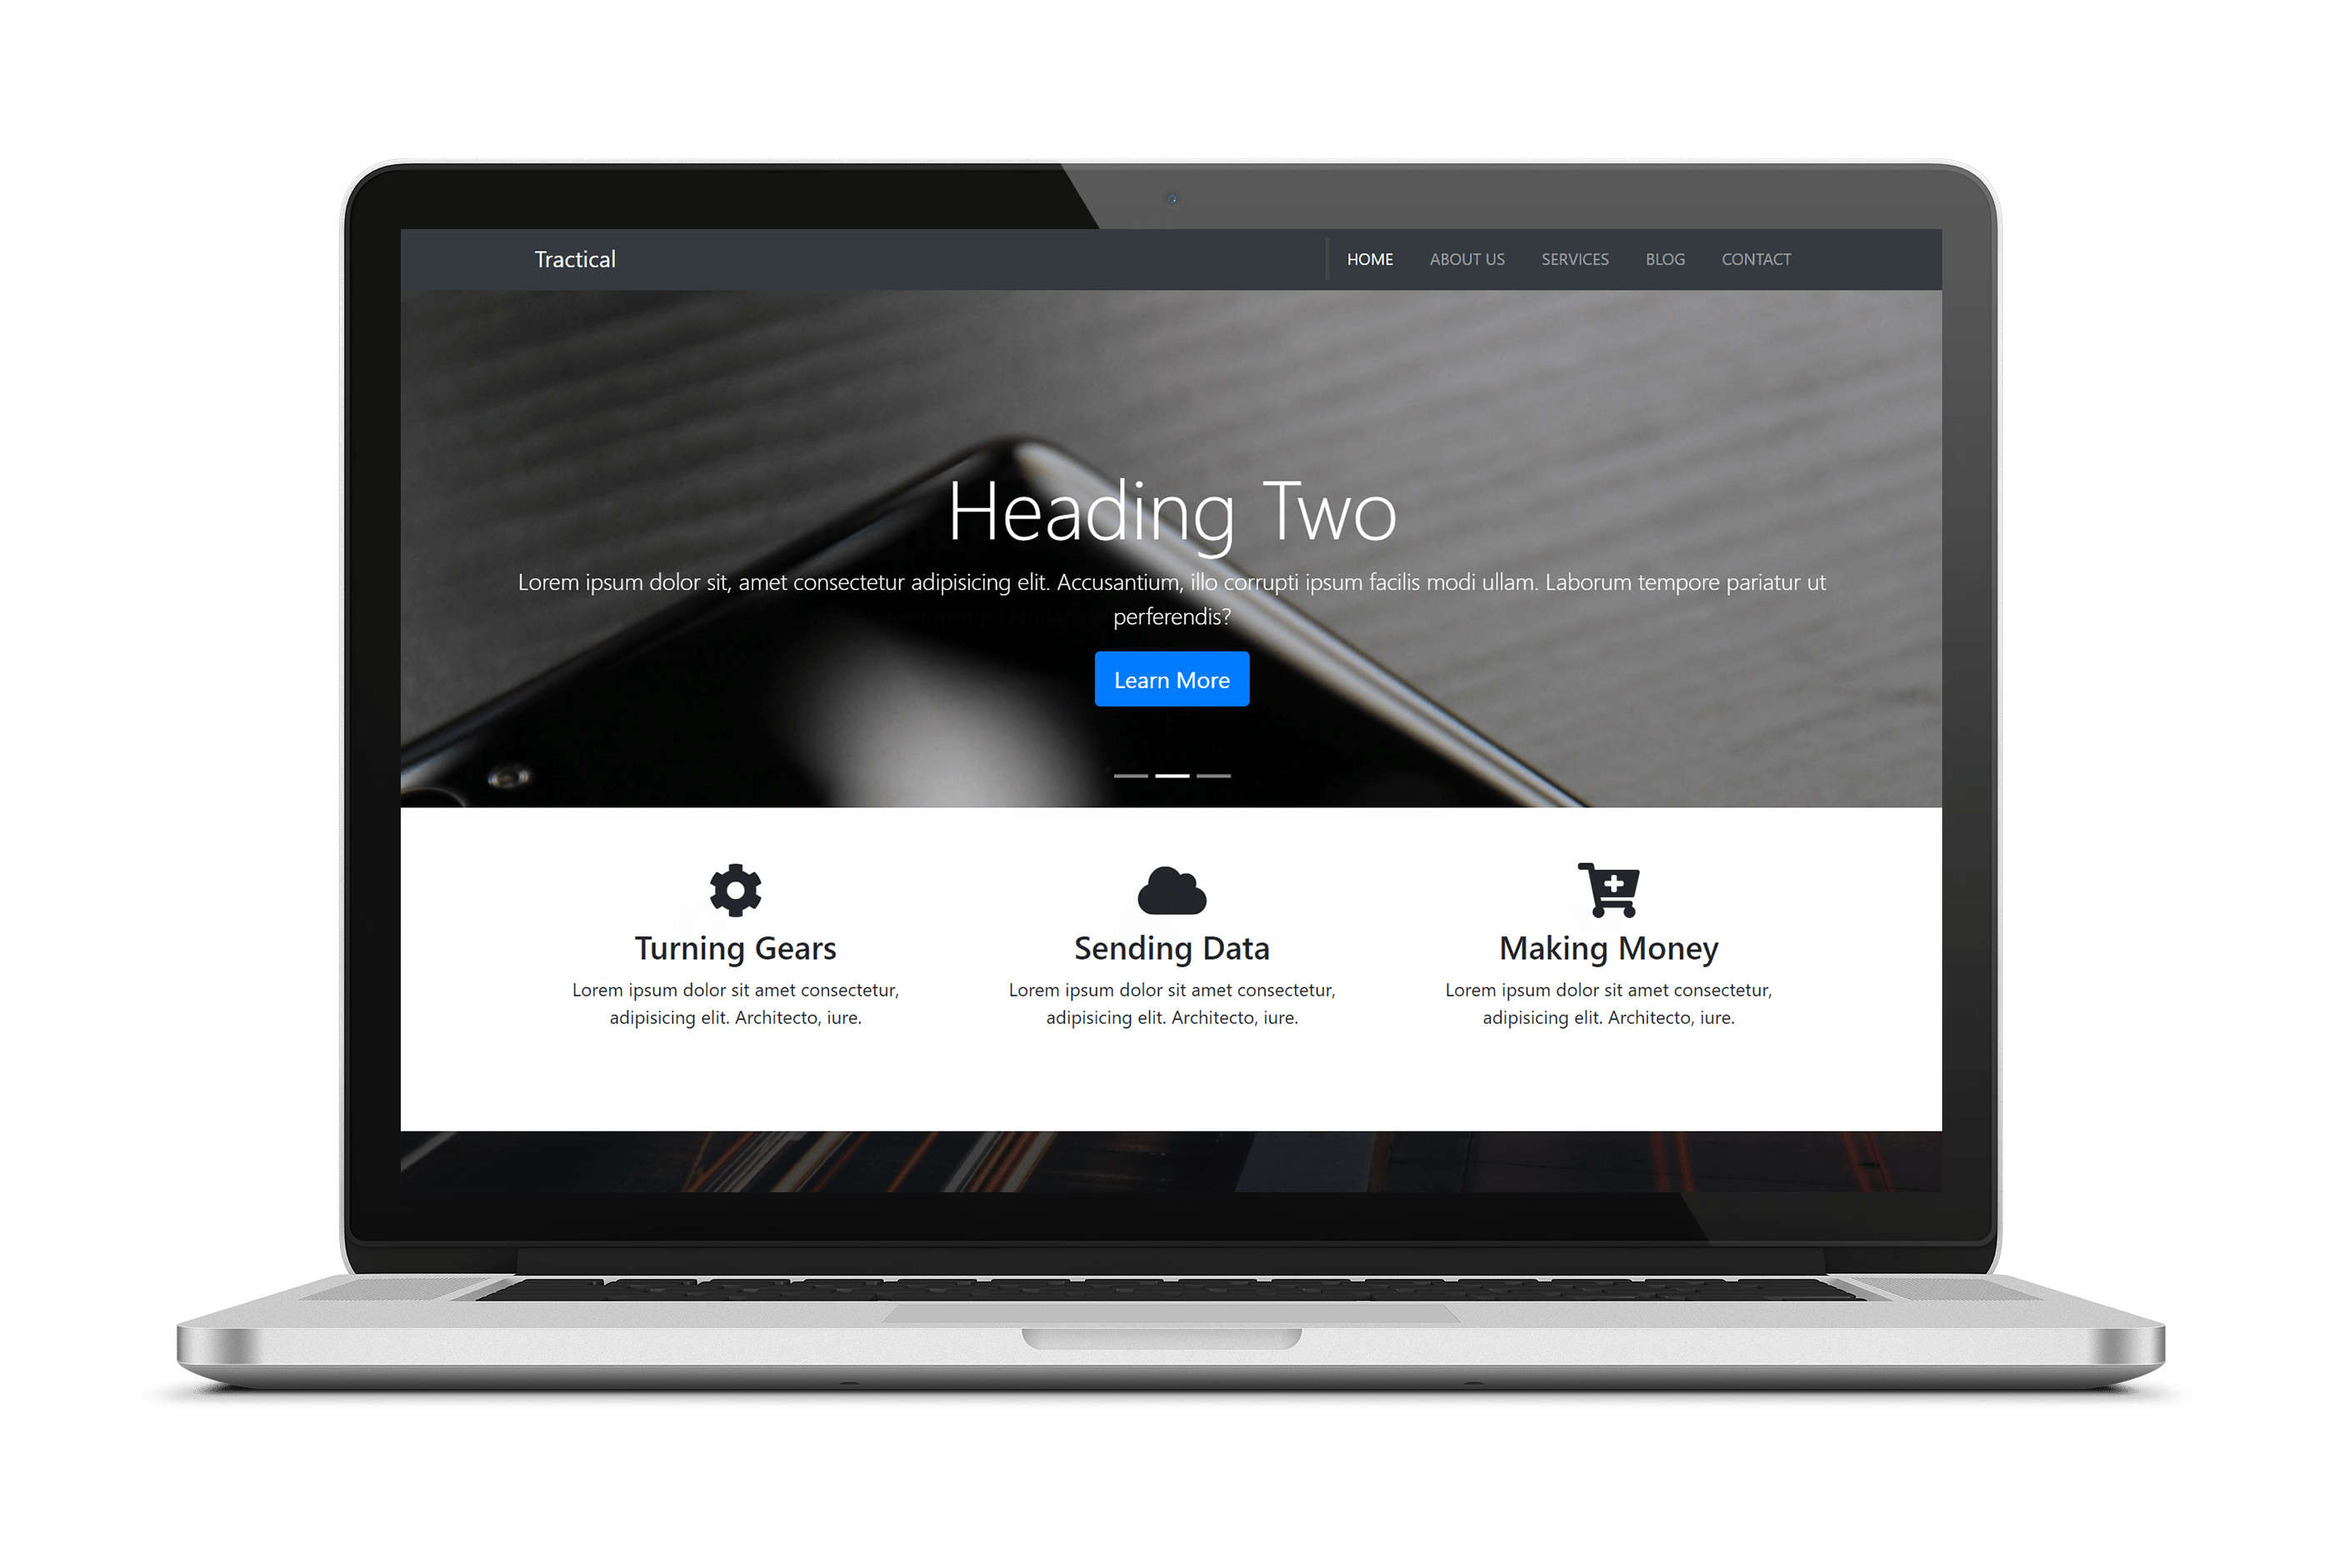 Tractical
HOME ABOUT US SERVICES BLOG CONTACT
Heading Two
Lorem ipsum dolor sit, amet consectetur adipisicing elit. Accusantium, illo corrupti ipsum facilis modi ullam. Laborum tempore pariatur ut
perferendis?
Learn More
Turning Gears
Lorem ipsum dolor sit amet consectetur,
adipisicing elit. Architecto, iure.
Sending Data
Lorem ipsum dolor sit amet consectetur,
adipisicing elit. Architecto, iure.
Making Money
Lorem ipsum dolor sit amet consectetur,
adipisicing elit. Architecto, iure.